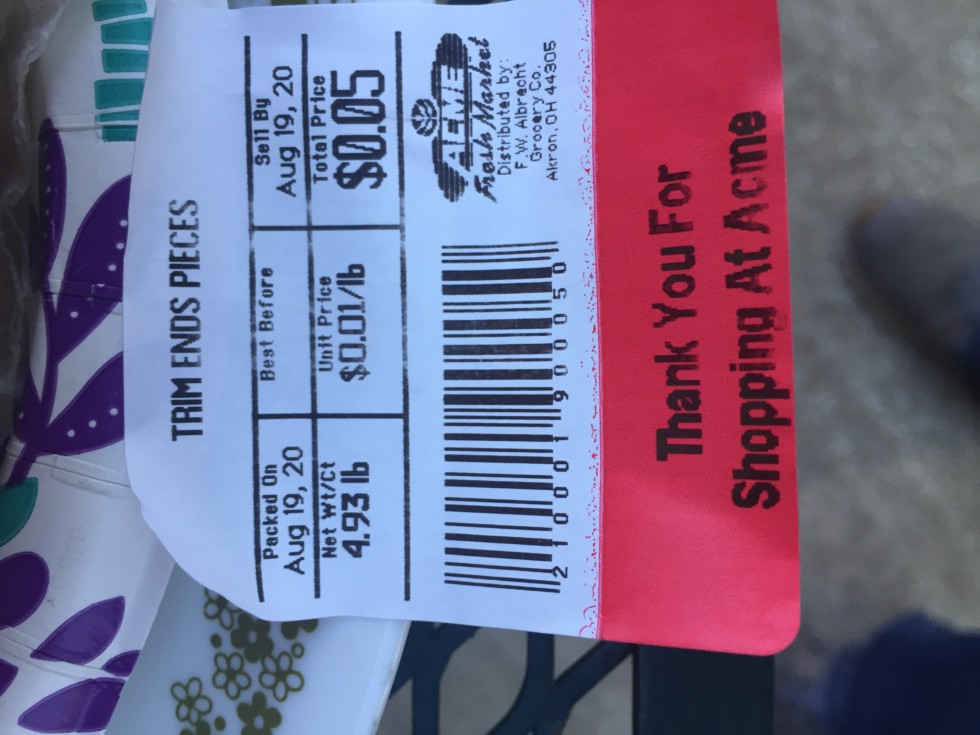 TRIM ENDS PIECES
Packed On Best Before Sell By
Aug 19, 20 Aug 19, 20
Net Wt/Ct Unit Price Total Price
4.93 lb $0.01/lb $0.05
ACME
Fresh Market
Distributed by:
F.W. Albrecht
Grocery Co.
Akron, OH 44305
2 10001 900050
Thank You For
Shopping At Acme